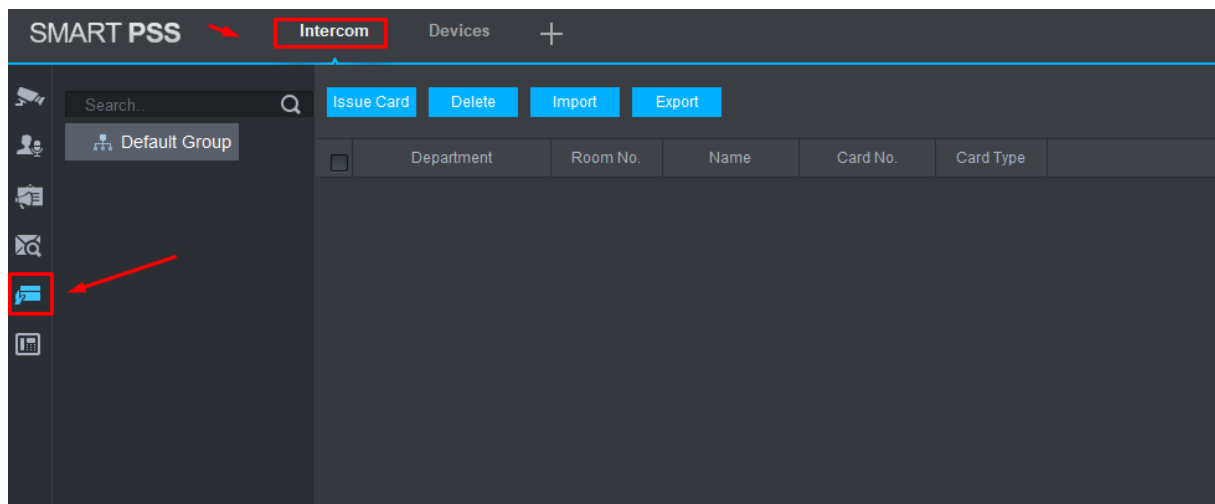 SMART PSS Intercom Devices
Search..
Issue Card Delete Import Export
Default Group
Department Room No. Name Card No. Card Type